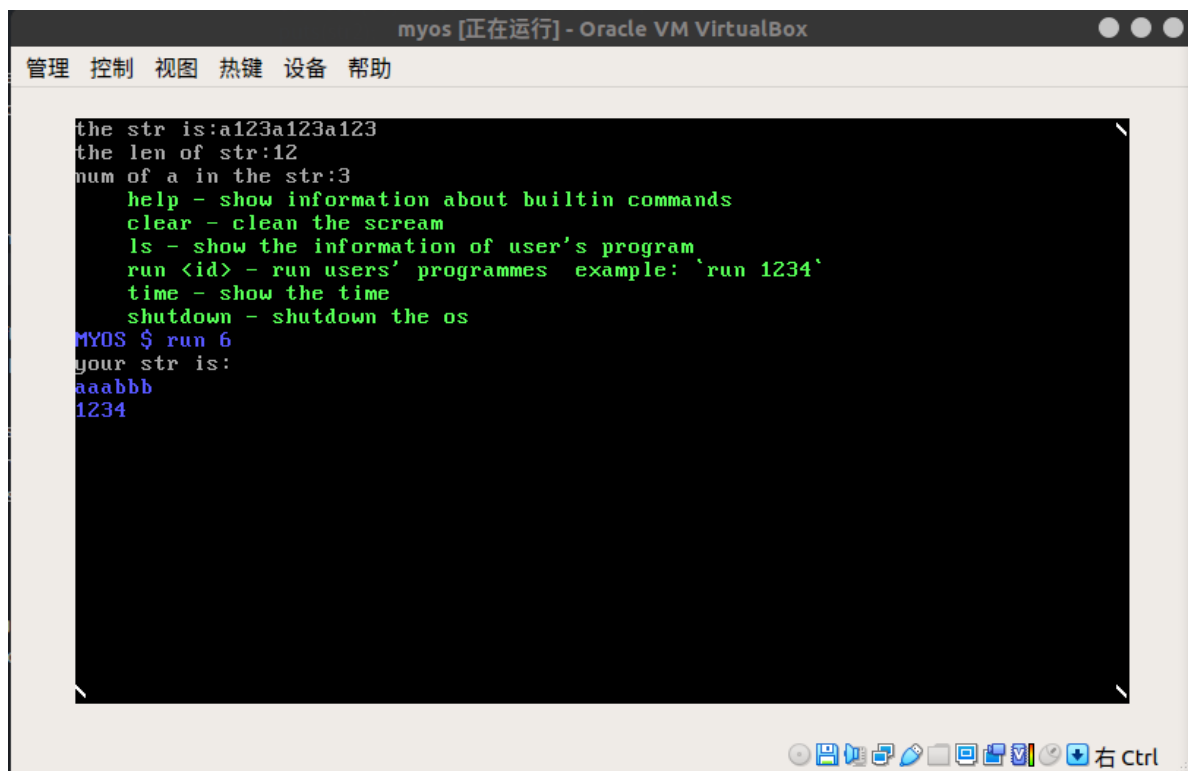 myos [正在运行] - Oracle VM VirtualBox
管理 控制 视图 热键 设备 帮助
the str is:a123a123a123
the len of str:12
num of a in the str:3
help - show information about builtin commands
clear - clean the scream
ls - show the information of user's program
run <id> - run users' programmes  example: `run 1234`
time - show the time
shutdown - shutdown the os
MYOS $ run 6
your str is:
aaabbb
1234
右 Ctrl